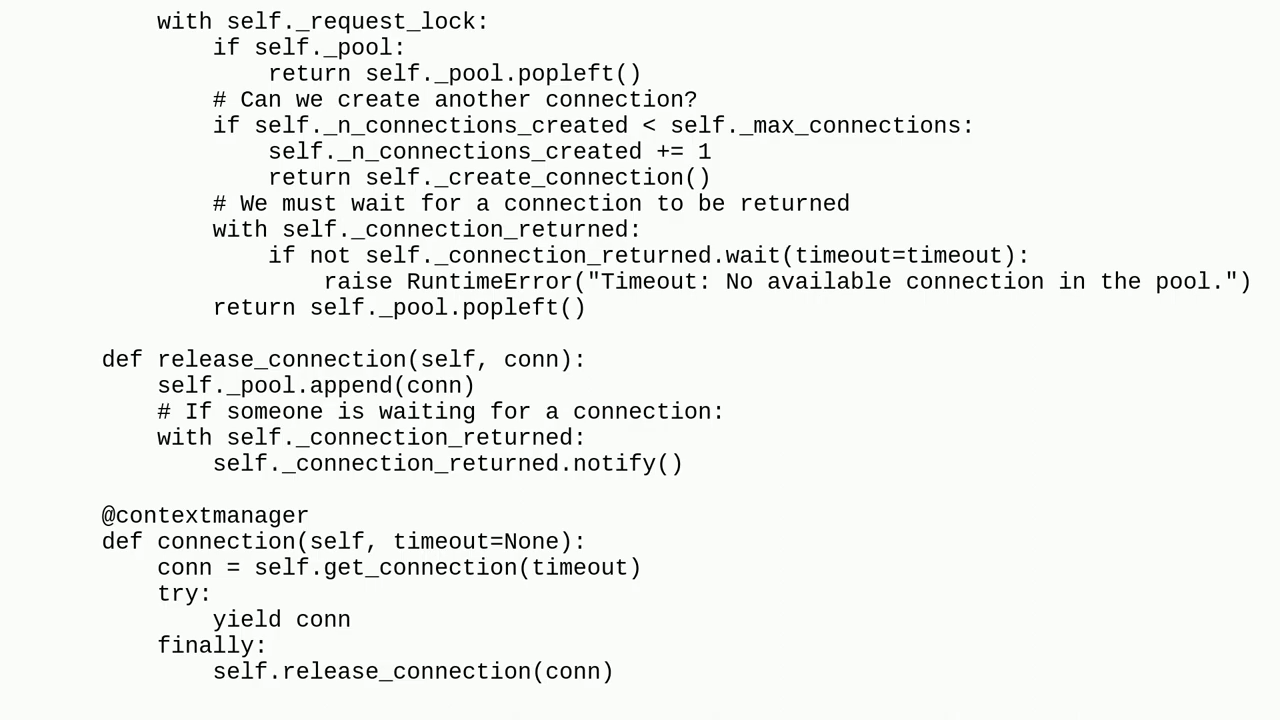 with self._request_lock:
if self._pool:
return self._pool.popleft()
# Can we create another connection?
if self._n_connections_created < self._max_connections:
self._n_connections_created += 1
return self._create_connection()
# We must wait for a connection to be returned
with self._connection_returned:
if not self._connection_returned.wait(timeout=timeout):
raise RuntimeError("Timeout: No available connection in the pool.")
return self._pool.popleft()
def release_connection(self, conn):
self._pool.append(conn)
# If someone is waiting for a connection:
with self._connection_returned:
self._connection_returned.notify()
@contextmanager
def connection(self, timeout=None):
conn = self.get_connection(timeout)
try:
yield conn
finally:
self.release_connection(conn)